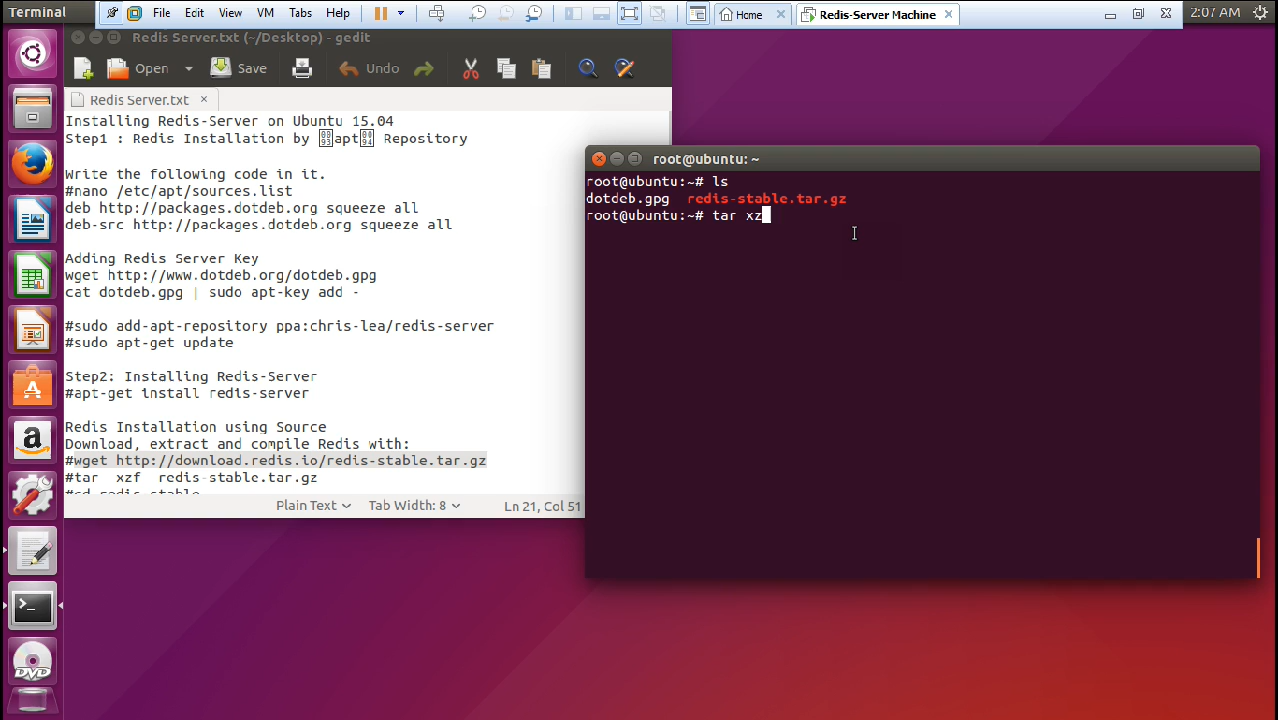 Terminal
File Edit View VM Tabs Help
Home
Redis-Server Machine
2:07 AM
Redis Server.txt (~/Desktop) - gedit
Open Save Undo
Redis Server.txt
Installing Redis-Server on Ubuntu 15.04
Step1 : Redis Installation by 0093apt0094 Repository
Write the following code in it.
#nano /etc/apt/sources.list
deb http://packages.dotdeb.org squeeze all
deb-src http://packages.dotdeb.org squeeze all
Adding Redis Server Key
wget http://www.dotdeb.org/dotdeb.gpg
cat dotdeb.gpg | sudo apt-key add -
#sudo add-apt-repository ppa:chris-lea/redis-server
#sudo apt-get update
Step2: Installing Redis-Server
#apt-get install redis-server
Redis Installation using Source
Download, extract and compile Redis with:
#wget http://download.redis.io/redis-stable.tar.gz
#tar xzf redis-stable.tar.gz
#cd redis-stable
Plain Text Tab Width: 8 Ln 21, Col 51
root@ubuntu: ~
root@ubuntu:~# ls
dotdeb.gpg redis-stable.tar.gz
root@ubuntu:~# tar xz
a
DVD